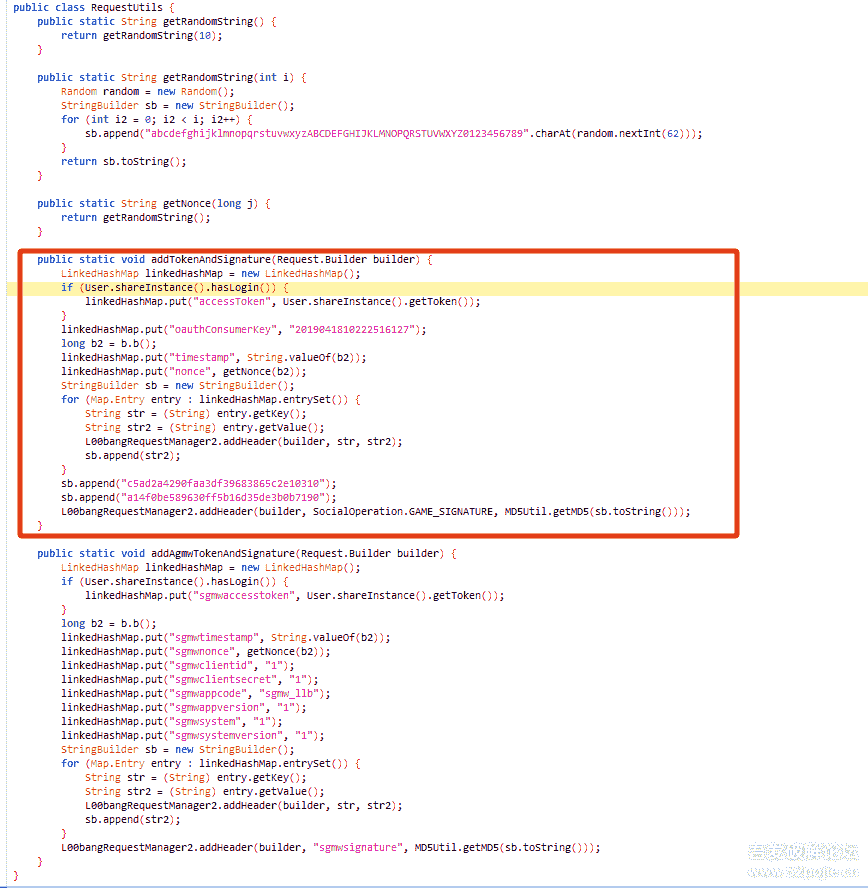 public class RequestUtils {
public static String getRandomString() {
return getRandomString(10);
}
public static String getRandomString(int i) {
Random random = new Random();
StringBuilder sb = new StringBuilder();
for (int i2 = 0; i2 < i; i2++) {
sb.append("abcdefghijklmnopqrstuvwxyzABCDEFGHIJKLMNOPQRSTUVWXYZ0123456789".charAt(random.nextInt(62)));
}
return sb.toString();
}
public static String getNonce(long j) {
return getRandomString();
}
public static void addTokenAndSignature(Request.Builder builder) {
LinkedHashMap linkedHashMap = new LinkedHashMap();
if (User.shareInstance().hasLogin()) {
linkedHashMap.put("accessToken", User.shareInstance().getToken());
}
linkedHashMap.put("oauthConsumerKey", "2019041810222516127");
long b2 = b.b();
linkedHashMap.put("timestamp", String.valueOf(b2));
linkedHashMap.put("nonce", getNonce(b2));
StringBuilder sb = new StringBuilder();
for (Map.Entry entry : linkedHashMap.entrySet()) {
String str = (String) entry.getKey();
String str2 = (String) entry.getValue();
L00bangRequestManager2.addHeader(builder, str, str2);
sb.append(str2);
}
sb.append("c5ad2a4290faa3df39683865c2e10310");
sb.append("a14f0be589630ff5b16d35de3b0b7190");
L00bangRequestManager2.addHeader(builder, SocialOperation.GAME_SIGNATURE, MD5Util.getMD5(sb.toString()));
}
public static void addAgmwTokenAndSignature(Request.Builder builder) {
LinkedHashMap linkedHashMap = new LinkedHashMap();
if (User.shareInstance().hasLogin()) {
linkedHashMap.put("sgmwaccesstoken", User.shareInstance().getToken());
}
long b2 = b.b();
linkedHashMap.put("sgmwtimestamp", String.valueOf(b2));
linkedHashMap.put("sgmwnonce", getNonce(b2));
linkedHashMap.put("sgmwclientid", "1");
linkedHashMap.put("sgmwclientsecret", "1");
linkedHashMap.put("sgmwappcode", "sgmw_llb");
linkedHashMap.put("sgmwappversion", "1");
linkedHashMap.put("sgmwsystem", "1");
linkedHashMap.put("sgmwsystemversion", "1");
StringBuilder sb = new StringBuilder();
for (Map.Entry entry : linkedHashMap.entrySet()) {
String str = (String) entry.getKey();
String str2 = (String) entry.getValue();
L00bangRequestManager2.addHeader(builder, str, str2);
sb.append(str2);
}
L00bangRequestManager2.addHeader(builder, "sgmwsignature", MD5Util.getMD5(sb.toString()));
}
}
吾爱破解论坛
www.52pojie.cn